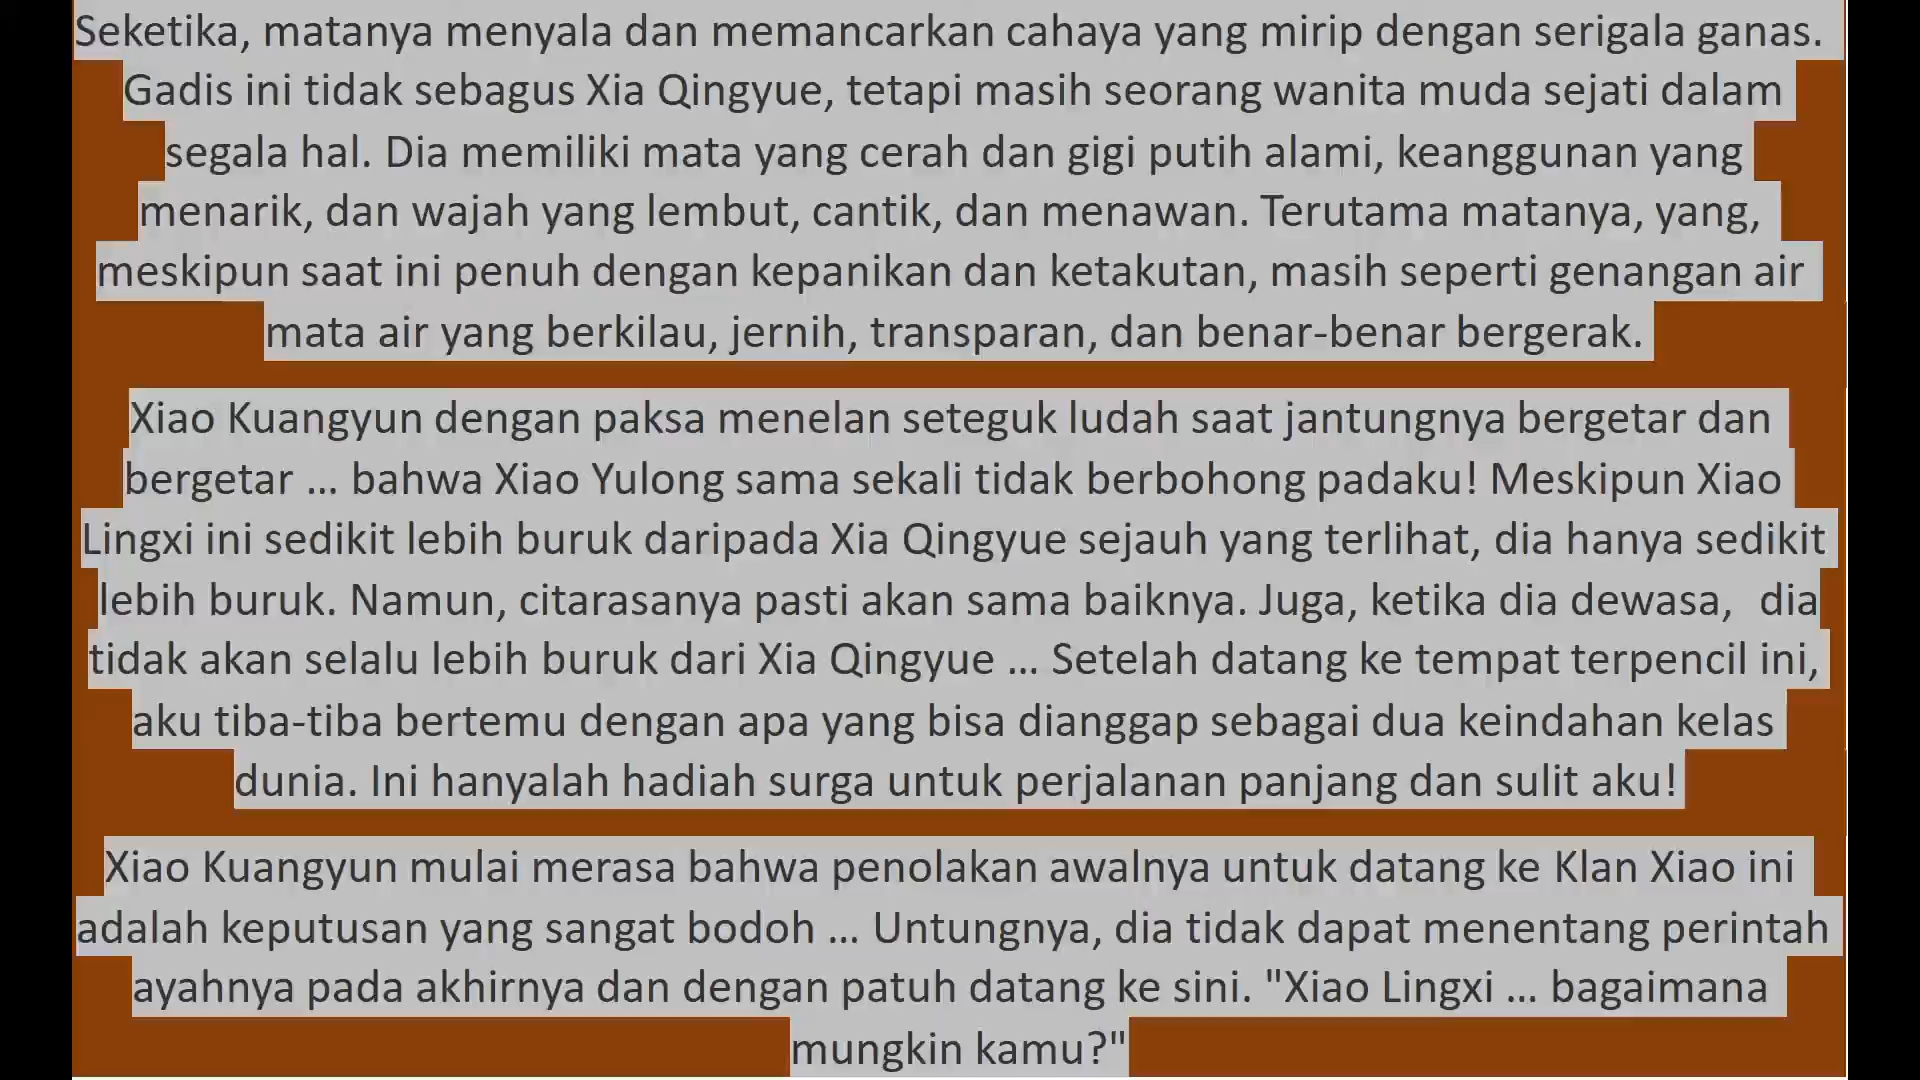 Seketika, matanya menyala dan memancarkan cahaya yang mirip dengan serigala ganas.
Gadis ini tidak sebagus Xia Qingyue, tetapi masih seorang wanita muda sejati dalam
segala hal. Dia memiliki mata yang cerah dan gigi putih alami, keanggunan yang
menarik, dan wajah yang lembut, cantik, dan menawan. Terutama matanya, yang,
meskipun saat ini penuh dengan kepanikan dan ketakutan, masih seperti genangan air
mata air yang berkilau, jernih, transparan, dan benar-benar bergerak.
Xiao Kuangyun dengan paksa menelan seteguk ludah saat jantungnya bergetar dan
bergetar ... bahwa Xiao Yulong sama sekali tidak berbohong padaku! Meskipun Xiao
Lingxi ini sedikit lebih buruk daripada Xia Qingyue sejauh yang terlihat, dia hanya sedikit
lebih buruk. Namun, citarasanya pasti akan sama baiknya. Juga, ketika dia dewasa,  dia
tidak akan selalu lebih buruk dari Xia Qingyue ... Setelah datang ke tempat terpencil ini,
aku tiba-tiba bertemu dengan apa yang bisa dianggap sebagai dua keindahan kelas
dunia. Ini hanyalah hadiah surga untuk perjalanan panjang dan sulit aku!
Xiao Kuangyun mulai merasa bahwa penolakan awalnya untuk datang ke Klan Xiao ini
adalah keputusan yang sangat bodoh ... Untungnya, dia tidak dapat menentang perintah
ayahnya pada akhirnya dan dengan patuh datang ke sini. "Xiao Lingxi ... bagaimana
mungkin kamu?"